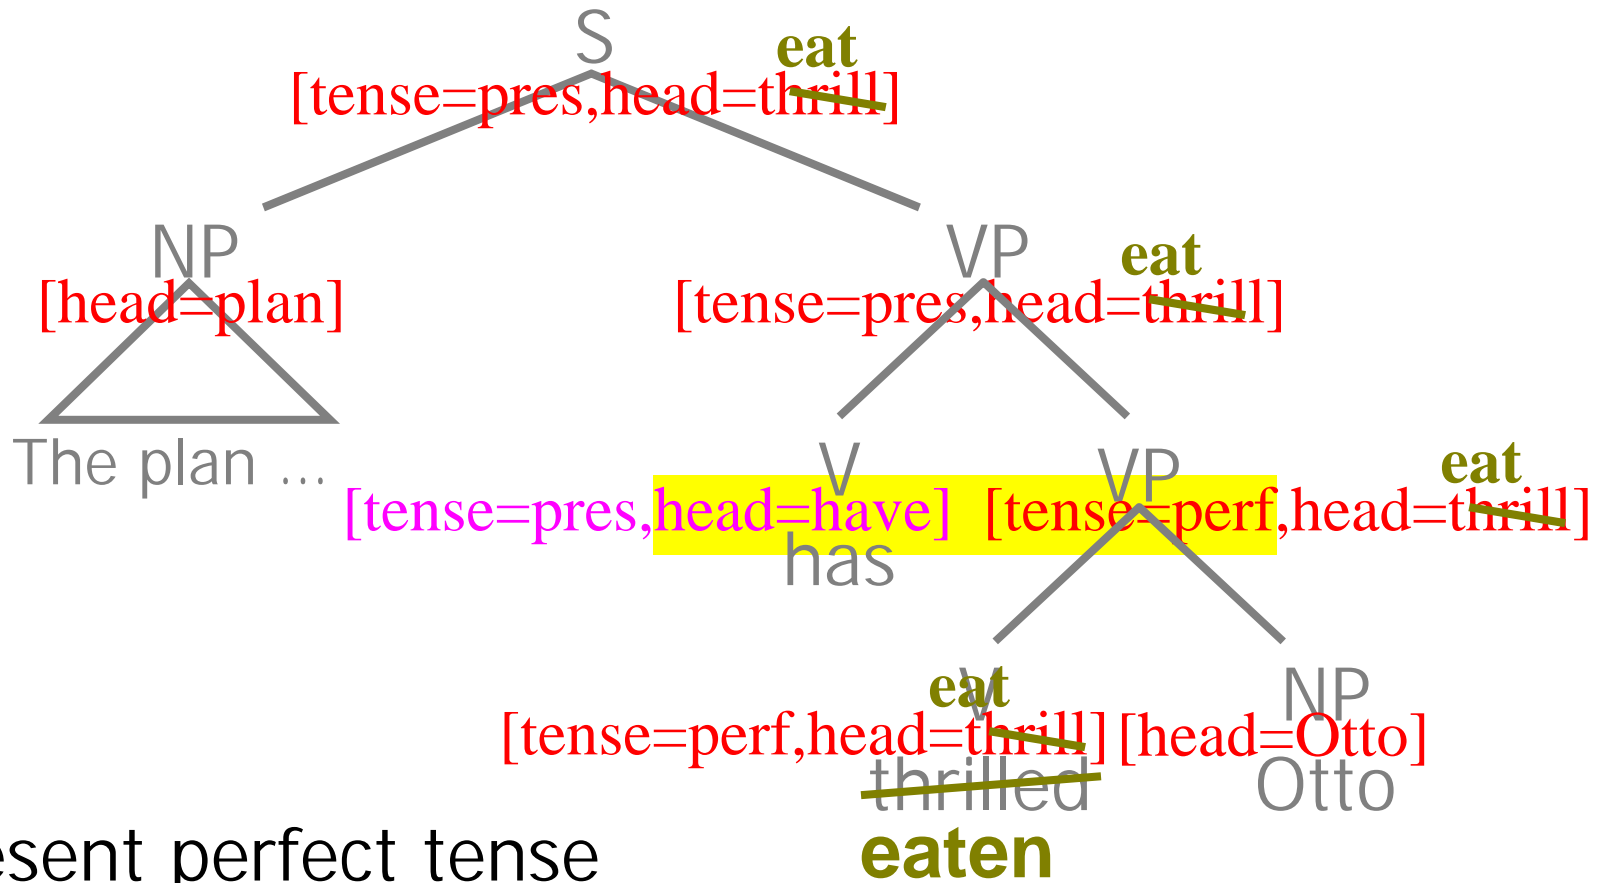 S
eat
[tense=pres,head=thrill]
NP
VP
eat
[head=plan]
[tense=pres,head=thrill]
The plan ...
V
VP
eat
[tense=pres,head=have]
[tense=perf,head=thrill]
has
V
eat
NP
[tense=perf,head=thrill]
[head=Otto]
thrilled
Otto
esent perfect tense
eaten